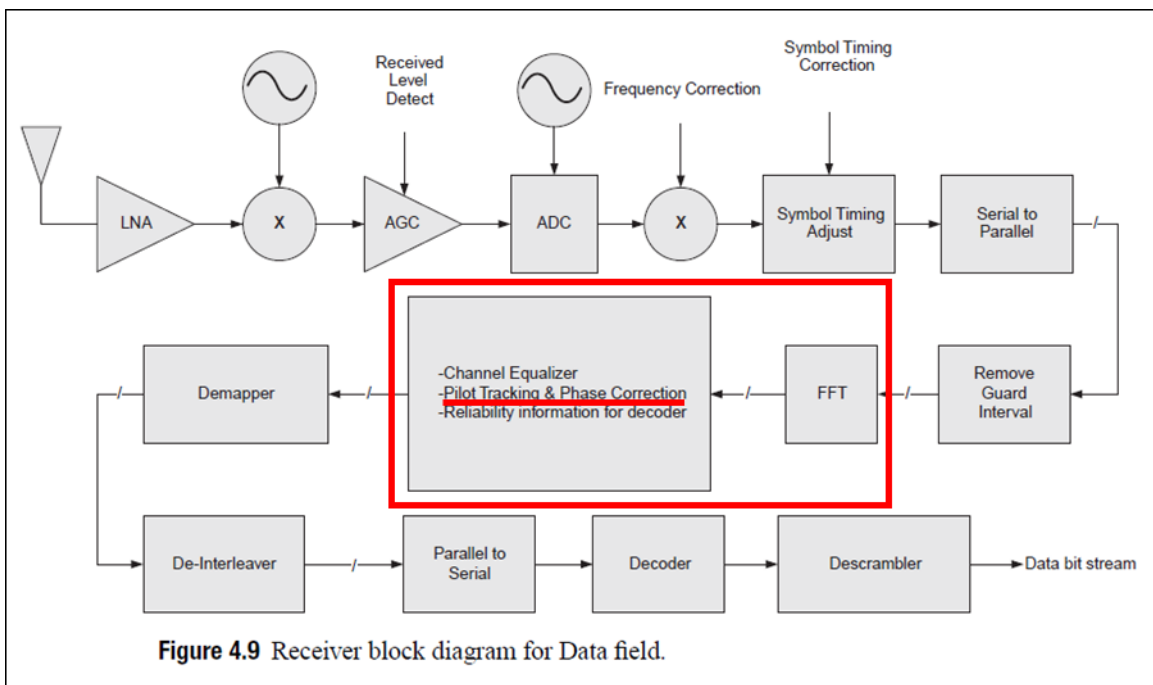 Received
Level
Detect
Symbol Timing
Correction
Frequency Correction
LNA
X
AGC
ADC
X
Symbol Timing
Adjust
Serial to
Parallel
Demapper
-Channel Equalizer
-Pilot Tracking & Phase Correction
-Reliability information for decoder
FFT
Remove
Guard
Interval
De-Interleaver
Parallel to
Serial
Decoder
Descrambler
Data bit stream
Figure 4.9 Receiver block diagram for Data field.